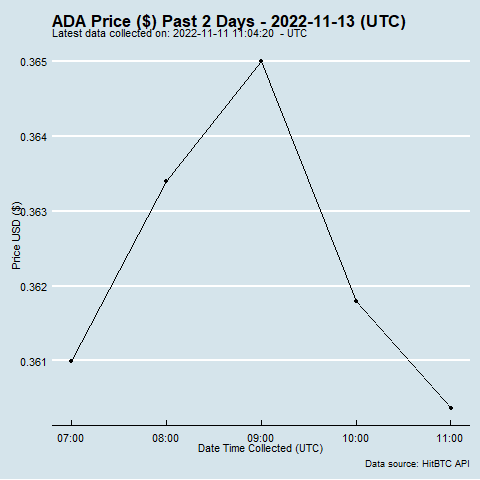 ADA Price ($) Past 2 Days - 2022-11-13 (UTC)
Latest data collected on: 2022-11-11 11:04:20 - UTC
0.365
0.364
0.363
0.362
0.361
Price USD ($)
07:00 08:00 09:00 10:00 11:00
Date Time Collected (UTC)
Data source: HitBTC API